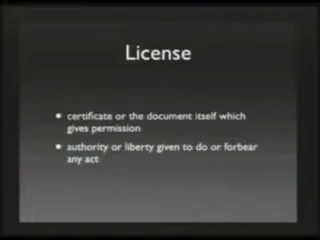 License
• certificate or the document itself which
gives permission
• authority or liberty given to do or forbear
any act